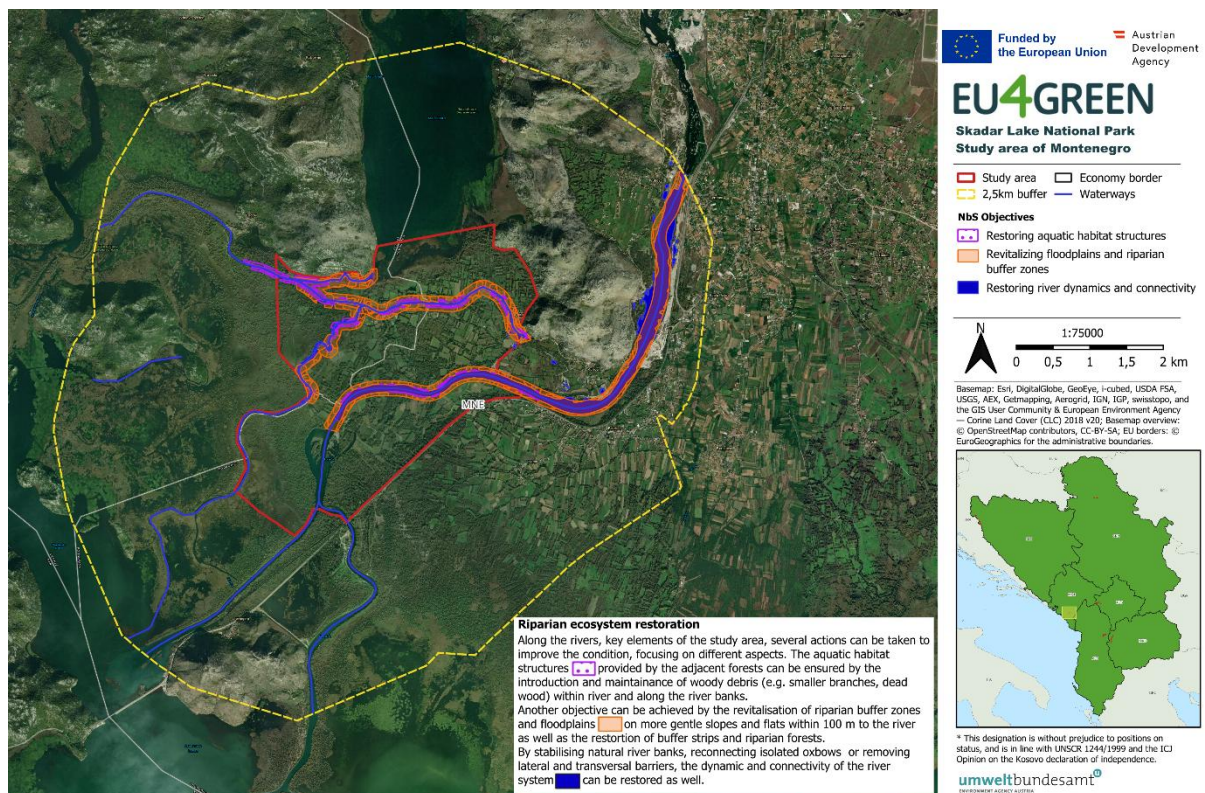 Funded by
the European Union
Austrian
Development
Agency
EU4GREEN
Skadar Lake National Park
Study area of Montenegro
Study area
Economy border
2,5km buffer
Waterways
NbS Objectives
Restoring aquatic habitat structures
Revitalizing floodplains and riparian
buffer zones
Restoring river dynamics and connectivity
N
1:75000
0 0,5 1 1,5 2 km
Basemap: Esri, DigitalGlobe, GeoEye, i-cubed, USDA FSA,
USGS, AEX, Getmapping, Aerogrid, IGN, IGP, swisstopo, and
the GIS User Community & European Environment Agency
— Corine Land Cover (CLC) 2018 v20; Basemap overview:
© OpenStreetMap contributors, CC-BY-SA; EU borders: ©
EuroGeographics for the administrative boundaries.
MNE
Riparian ecosystem restoration
Along the rivers, key elements of the study area, several actions can be taken to
improve the condition, focusing on different aspects. The aquatic habitat
structures provided by the adjacent forests can be ensured by the
introduction and maintainance of woody debris (e.g. smaller branches, dead
wood) within river and along the river banks.
Another objective can be achieved by the revitalisation of riparian buffer zones
and floodplains on more gentle slopes and flats within 100 m to the river
as well as the restortion of buffer strips and riparian forests.
By stabilising natural river banks, reconnecting isolated oxbows or removing
lateral and transversal barriers, the dynamic and connectivity of the river
system can be restored as well.
* This designation is without prejudice to positions on
status, and is in line with UNSCR 1244/1999 and the ICJ
Opinion on the Kosovo declaration of independence.
umweltbundesamt
ENVIRONMENT AGENCY AUSTRIA